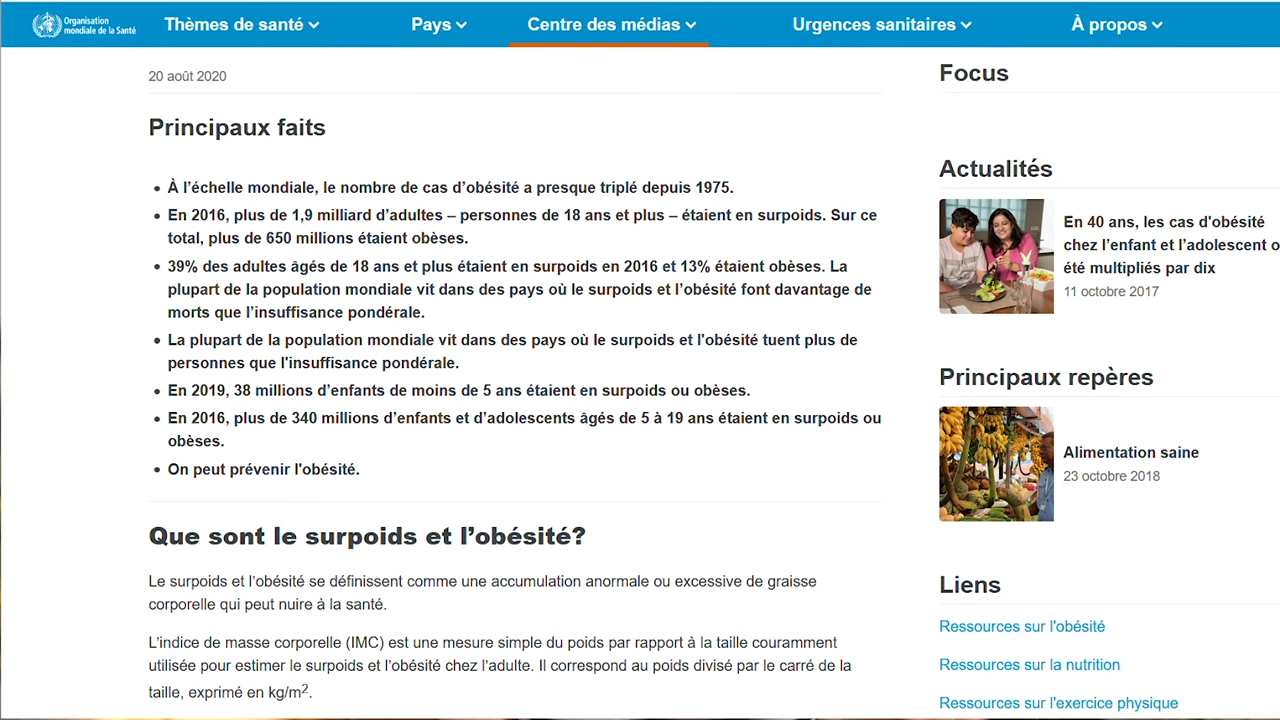 Organisation
mondiale de la Santé
Thèmes de santé
Pays
Centre des médias
Urgences sanitaires
À propos
20 août 2020
Principaux faits
À l’échelle mondiale, le nombre de cas d’obésité a presque triplé depuis 1975.
En 2016, plus de 1,9 milliard d’adultes – personnes de 18 ans et plus – étaient en surpoids. Sur ce
total, plus de 650 millions étaient obèses.
39% des adultes âgés de 18 ans et plus étaient en surpoids en 2016 et 13% étaient obèses. La
plupart de la population mondiale vit dans des pays où le surpoids et l’obésité font davantage de
morts que l’insuffisance pondérale.
La plupart de la population mondiale vit dans des pays où le surpoids et l'obésité tuent plus de
personnes que l'insuffisance pondérale.
En 2019, 38 millions d’enfants de moins de 5 ans étaient en surpoids ou obèses.
En 2016, plus de 340 millions d’enfants et d’adolescents âgés de 5 à 19 ans étaient en surpoids ou
obèses.
On peut prévenir l'obésité.
Que sont le surpoids et l’obésité?
Le surpoids et l’obésité se définissent comme une accumulation anormale ou excessive de graisse
corporelle qui peut nuire à la santé.
L’indice de masse corporelle (IMC) est une mesure simple du poids par rapport à la taille couramment
utilisée pour estimer le surpoids et l’obésité chez l’adulte. Il correspond au poids divisé par le carré de la
taille, exprimé en kg/m².
Focus
Actualités
En 40 ans, les cas d'obésité
chez l’enfant et l’adolescent o
été multipliés par dix
11 octobre 2017
Principaux repères
Alimentation saine
23 octobre 2018
Liens
Ressources sur l'obésité
Ressources sur la nutrition
Ressources sur l'exercice physique